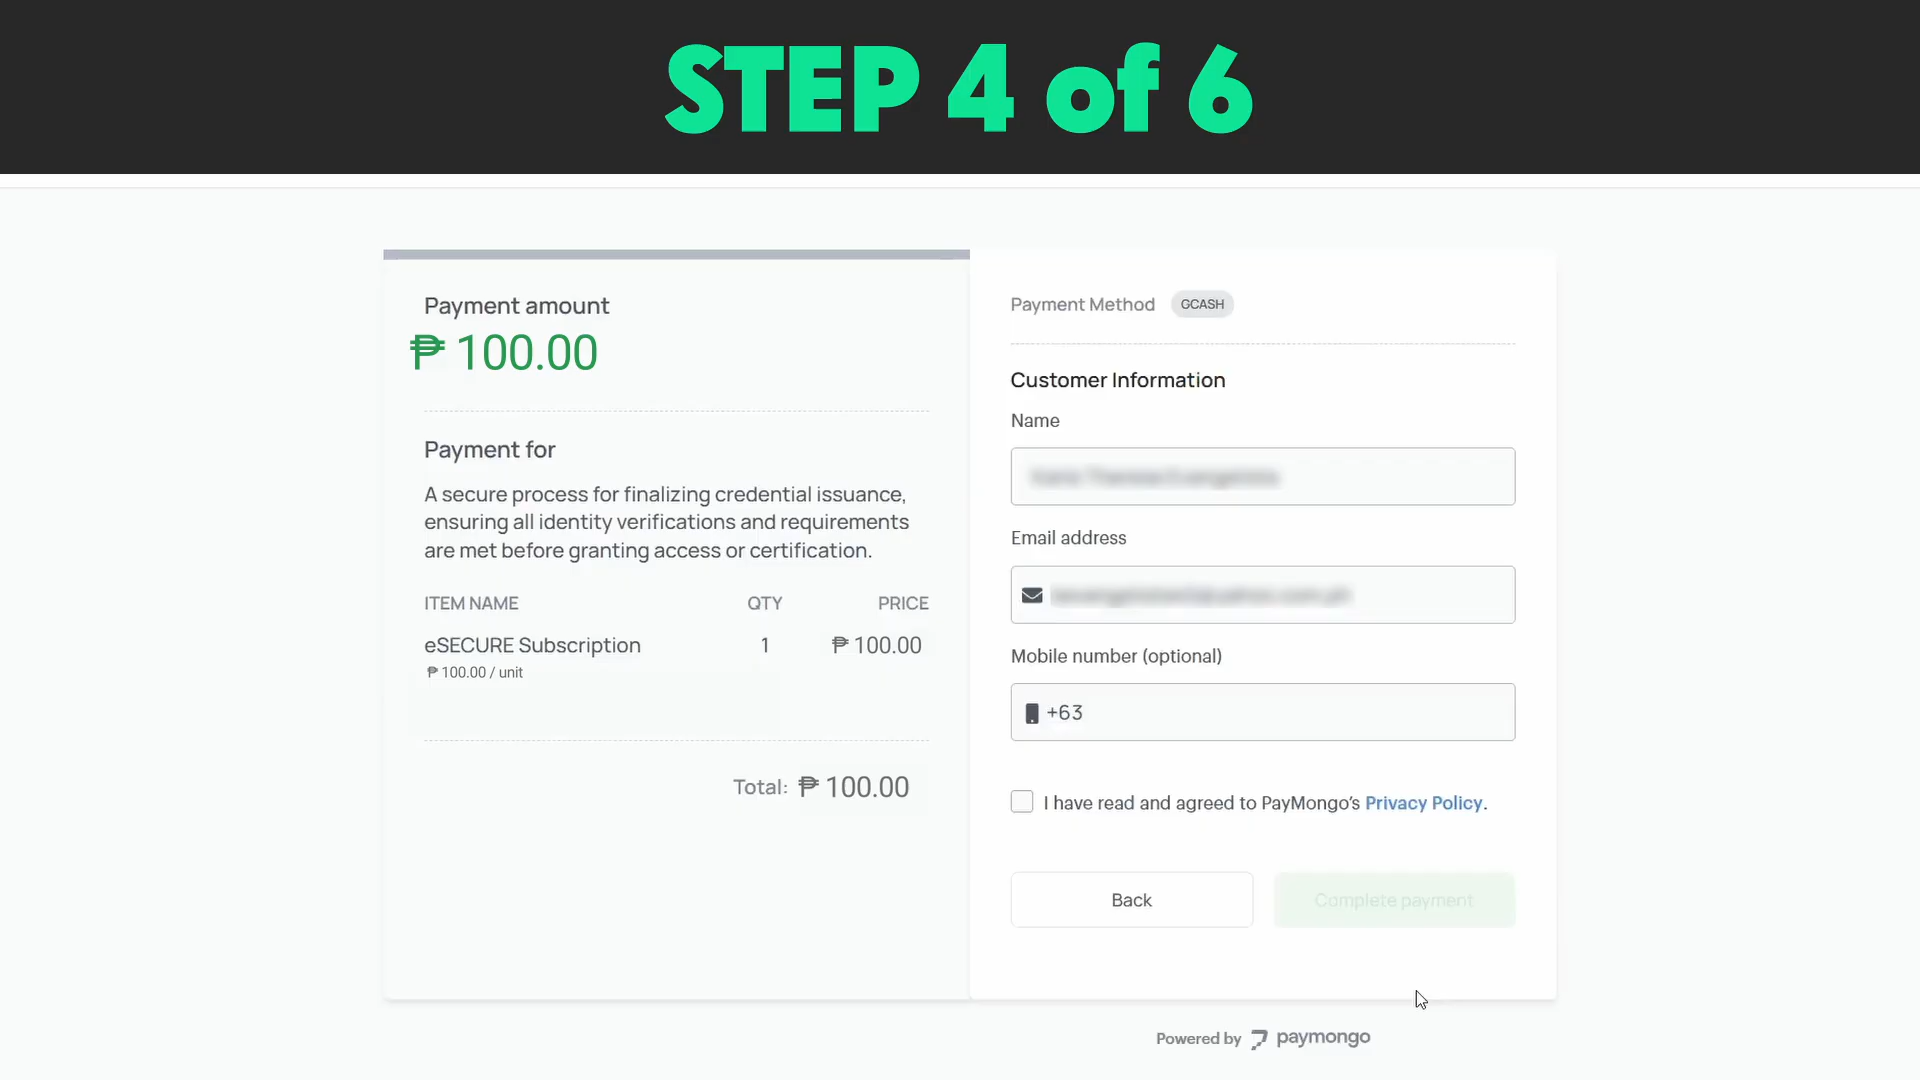 STEP 4 of 6
Payment amount
₱ 100.00
Payment for
A secure process for finalizing credential issuance,
ensuring all identity verifications and requirements
are met before granting access or certification.
ITEM NAME QTY PRICE
eSECURE Subscription 1 ₱ 100.00
₱ 100.00 / unit
Total: ₱ 100.00
Payment Method GCASH
Customer Information
Name
Email address
Mobile number (optional)
+63
I have read and agreed to PayMongo’s Privacy Policy.
Back Complete payment
Powered by paymongo